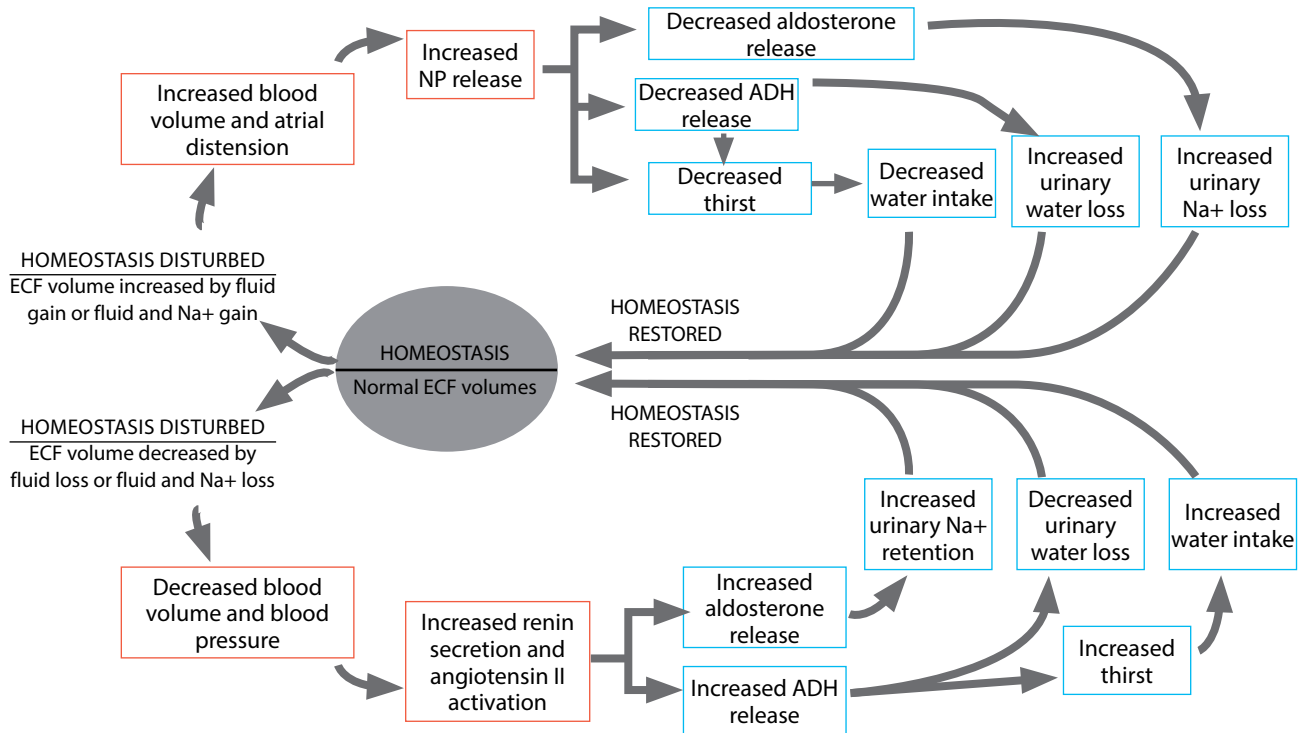 Increased
NP release
Decreased aldosterone
release
Increased blood
volume and atrial
distension
Decreased ADH
release
Decreased
thirst
Decreased
water intake
Increased
urinary
water loss
Increased
urinary
Na+ loss
HOMEOSTASIS DISTURBED
ECF volume increased by fluid
gain or fluid and Na+ gain
HOMEOSTASIS
RESTORED
HOMEOSTASIS
Normal ECF volumes
HOMEOSTASIS
RESTORED
HOMEOSTASIS DISTURBED
ECF volume decreased by
fluid loss or fluid and Na+ loss
Decreased blood
volume and blood
pressure
Increased renin
secretion and
angiotensin II
activation
Increased
aldosterone
release
Increased ADH
release
Increased
urinary Na+
retention
Decreased
urinary
water loss
Increased
thirst
Increased
water intake